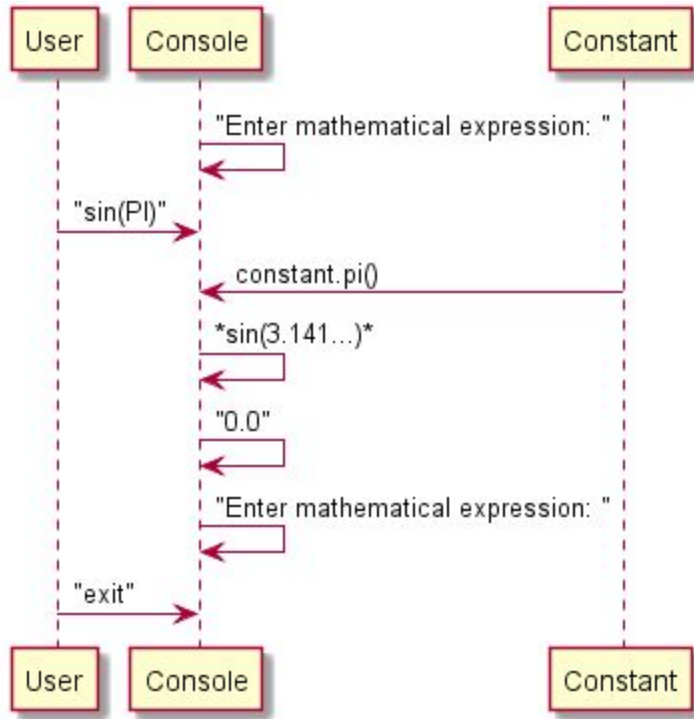 User Console Constant
"Enter mathematical expression: "
"sin(PI)"
constant.pi()
*sin(3.141...)*
"0.0"
"Enter mathematical expression: "
"exit"
User Console Constant